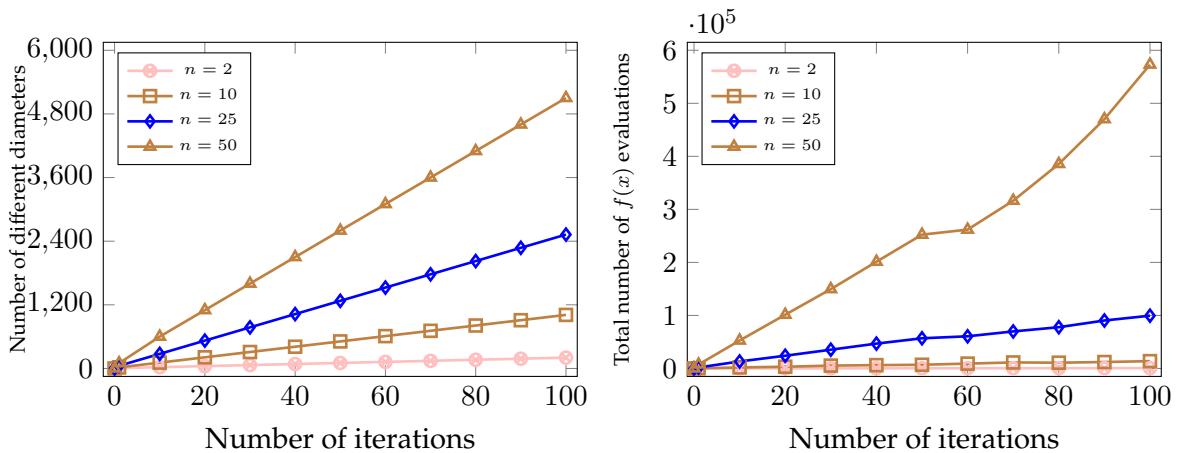 Number of different diameters
6,000
4,800
3,600
2,400
1,200
0
n = 2
n = 10
n = 25
n = 50
0 20 40 60 80 100
Number of iterations
Total number of f(x) evaluations
·10⁵
6
5
4
3
2
1
0
n = 2
n = 10
n = 25
n = 50
0 20 40 60 80 100
Number of iterations